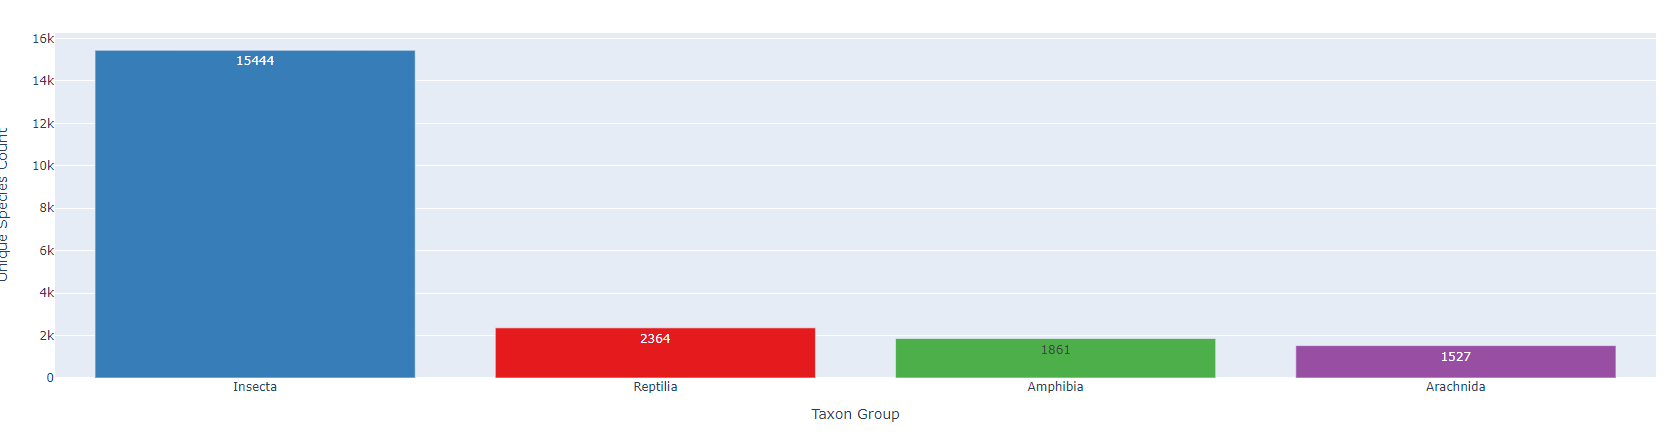 Unique Species Count
16k
14k
12k
10k
8k
6k
4k
2k
0
15444
2364
1861
1527
Insecta
Reptilia
Amphibia
Arachnida
Taxon Group